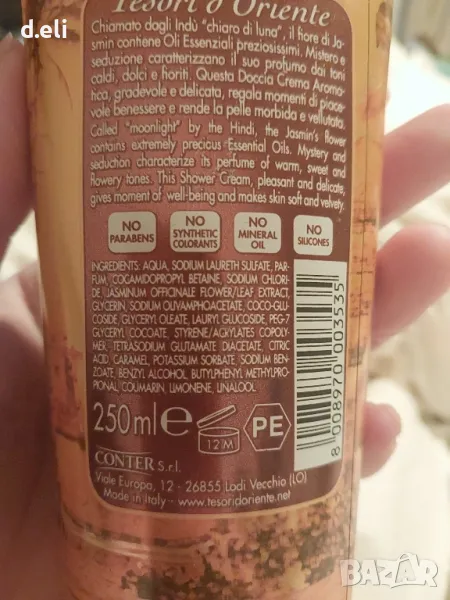 d.eli
Tesori d'Oriente
Chiamato dagli Indù "chiaro di luna", il fiore di Ja-
smin contiene Oli Essenziali preziosissimi. Mistero e
seduzione caratterizzano il suo profumo dai toni
caldi, dolci e fioriti. Questa Doccia Crema Aroma-
tica, gradevole e delicata, regala momenti di piace-
vole benessere e rende la pelle morbida e vellutata.
Called "moonlight" by the Hindi, the Jasmin's flower
contains extremely precious Essential Oils. Mystery and
seduction characterize its perfume of warm, sweet and
flowery tones. This Shower Cream, pleasant and delicate,
gives moment of well-being and makes skin soft and velvety.
NO PARABENS
NO SYNTHETIC COLORANTS
NO MINERAL OIL
NO SILICONES
INGREDIENTS: AQUA, SODIUM LAURETH SULFATE, PAR-
FUM, COCAMIDOPROPYL BETAINE, SODIUM CHLORI-
DE, JASMINUM OFFICINALE FLOWER/LEAF EXTRACT,
GLYCERIN, SODIUM OLIVAMPHOACETATE, COCO-GLU-
COSIDE, GLYCERYL OLEATE, LAURYL GLUCOSIDE, PEG-7
GLYCERYL COCOATE, STYRENE/ACRYLATES COPOLY-
MER, TETRASODIUM GLUTAMATE DIACETATE, CITRIC
ACID, CARAMEL, POTASSIUM SORBATE, SODIUM BEN-
ZOATE, BENZYL ALCOHOL, BUTYLPHENYL METHYLPRO-
PIONAL, COUMARIN, LIMONENE, LINALOOL
250ml e
12 M
PE
8 008970 003535
CONTER S.r.l.
Viale Europa, 12 - 26855 Lodi Vecchio (LO)
Made in Italy - www.tesoridoriente.net
BAZAR